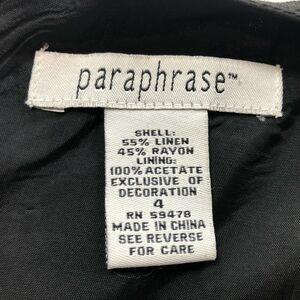 paraphrase™
SHELL:
55% LINEN
45% RAYON
LINING:
100% ACETATE
EXCLUSIVE OF
DECORATION
4
RN 59478
MADE IN CHINA
SEE REVERSE
FOR CARE